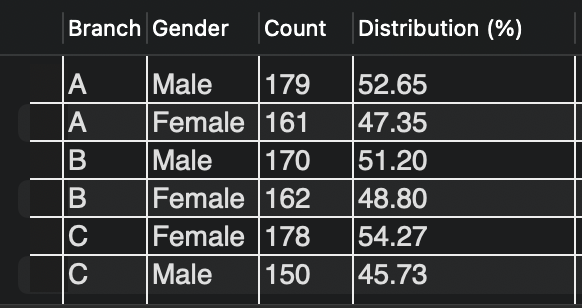 Branch Gender Count Distribution (%)
A Male 179 52.65
A Female 161 47.35
B Male 170 51.20
B Female 162 48.80
C Female 178 54.27
C Male 150 45.73